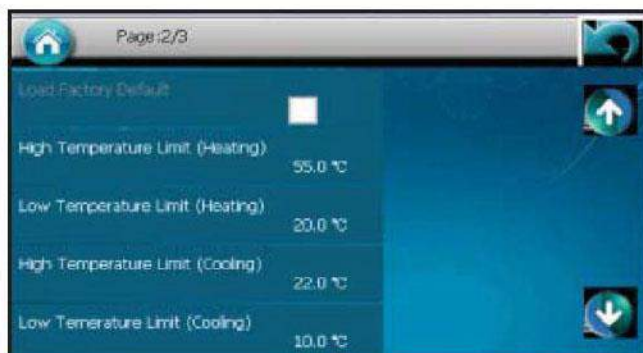 Page:2/3
Load Factory Default
High Temperature Limit (Heating)
55.0 °C
Low Temperature Limit (Heating)
20.0 °C
High Temperature Limit (Cooling)
22.0 °C
Low Temerature Limit (Cooling)
10.0 °C